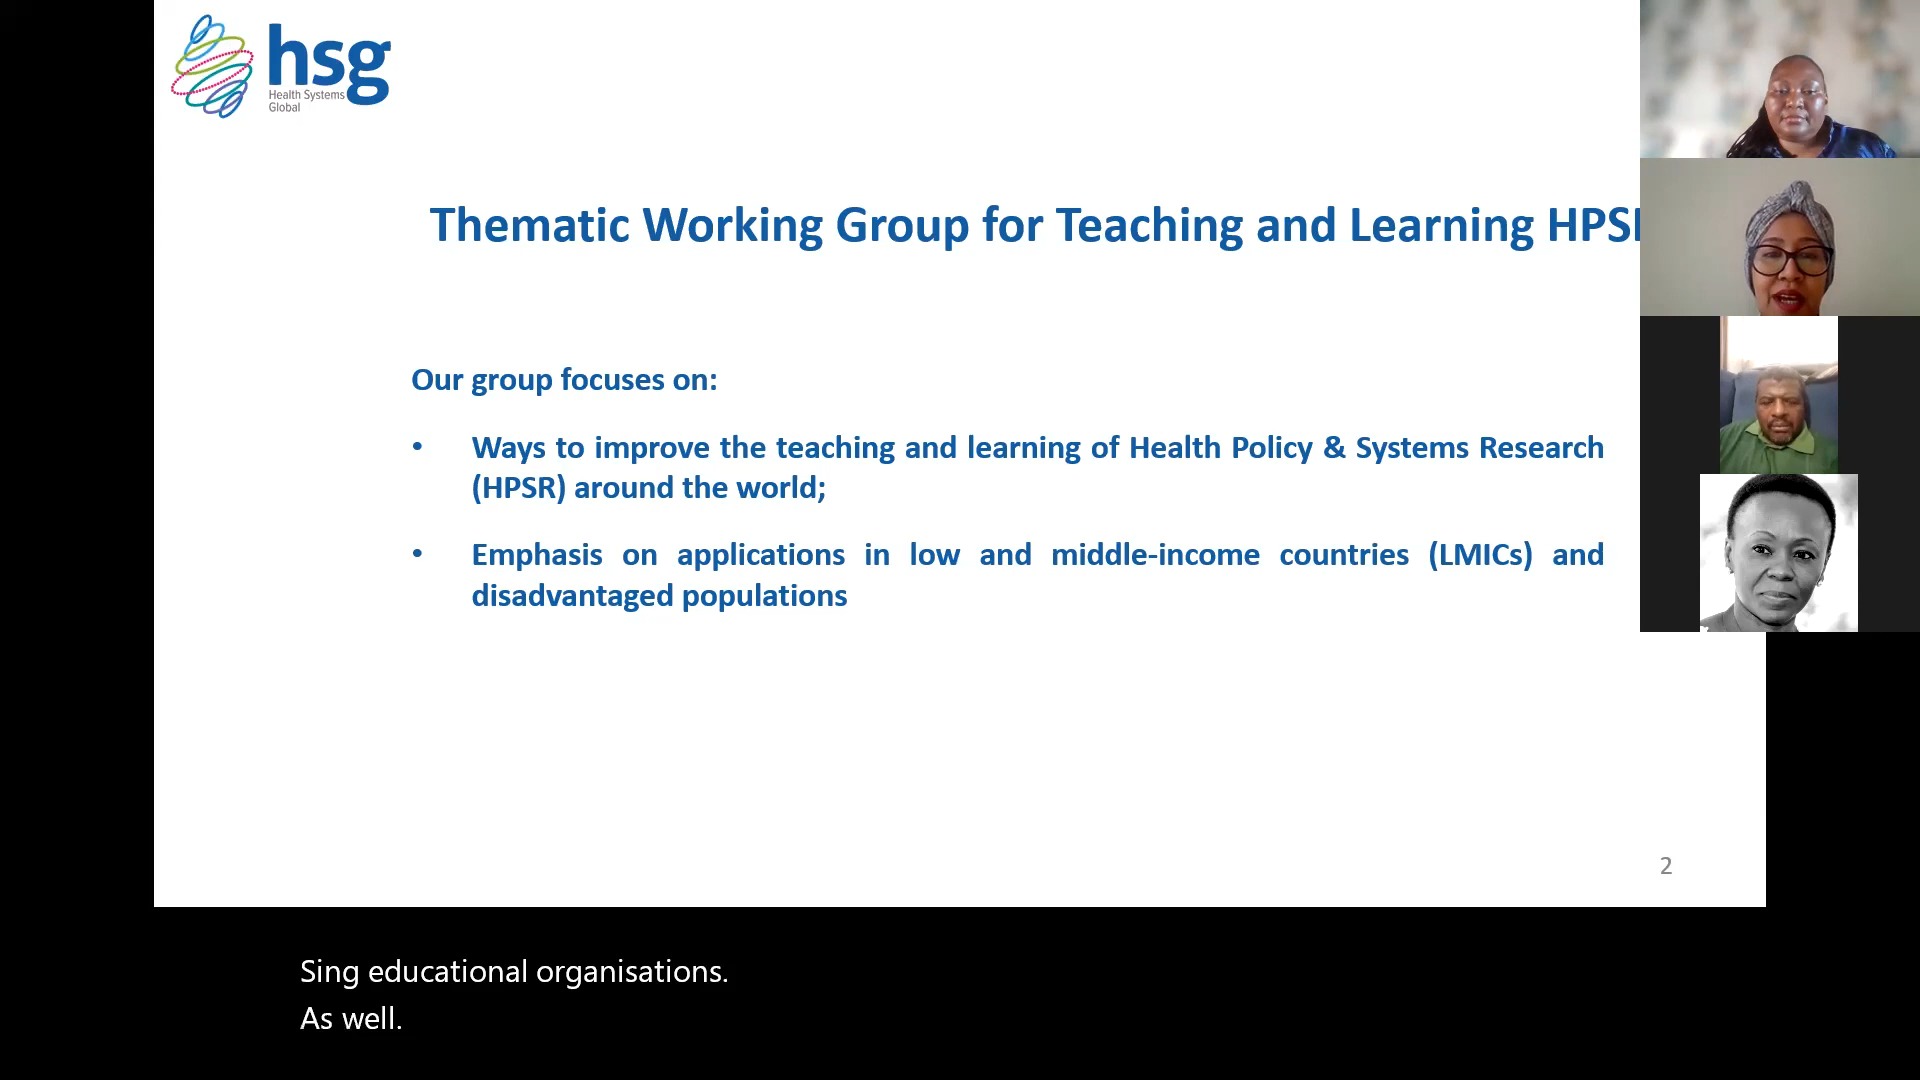 hsg
Health Systems
Global
Thematic Working Group for Teaching and Learning HPS
Our group focuses on:
• Ways to improve the teaching and learning of Health Policy & Systems Research
(HPSR) around the world;
• Emphasis on applications in low and middle-income countries (LMICs) and
disadvantaged populations
2
Sing educational organisations.
As well.